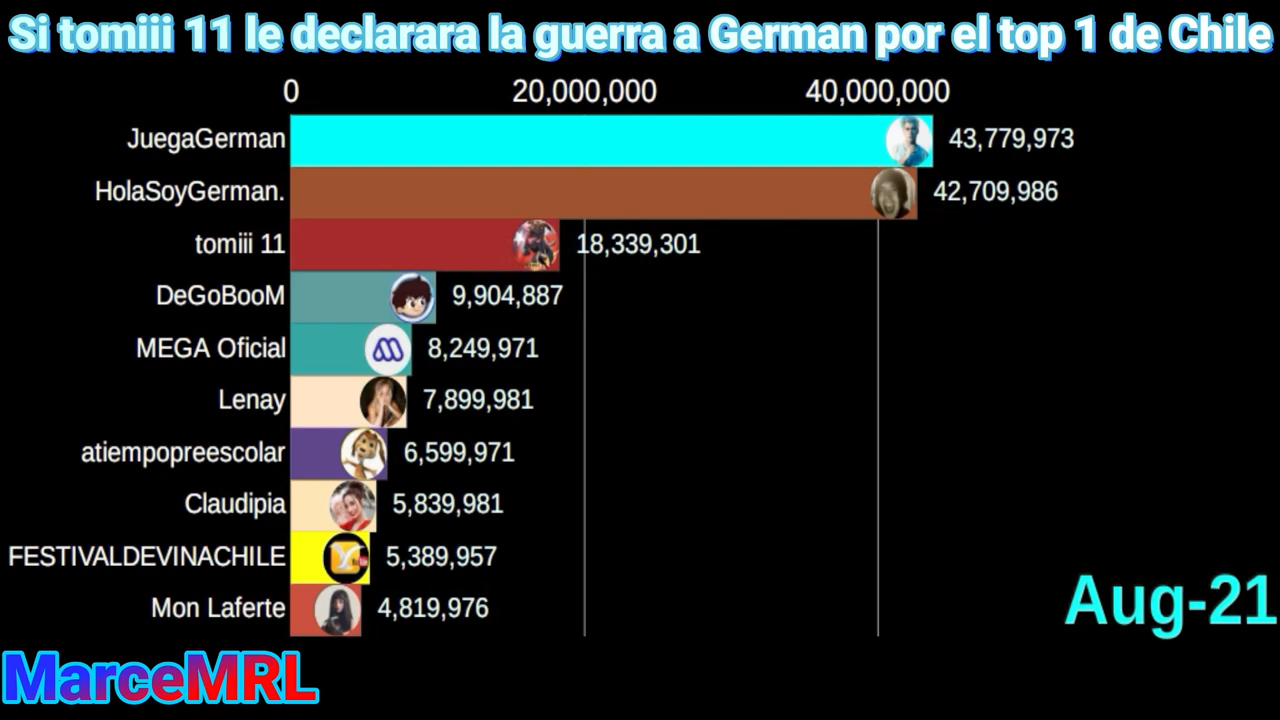 Si tomiii 11 le declarara la guerra a German por el top 1 de Chile
0 20,000,000 40,000,000
JuegaGerman 43,779,973
HolaSoyGerman. 42,709,986
tomiii 11 18,339,301
DeGoBooM 9,904,887
MEGA Oficial 8,249,971
Lenay 7,899,981
atiempopreescolar 6,599,971
Claudipia 5,839,981
FESTIVALDEVINACHILE 5,389,957
Mon Laferte 4,819,976
Aug-21
MarceMRL